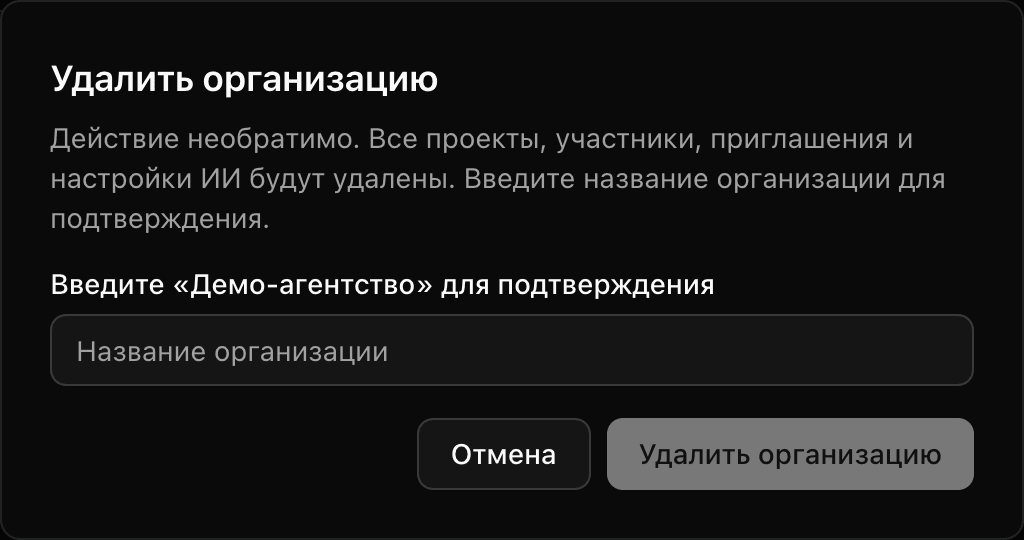 Удалить организацию
Действие необратимо. Все проекты, участники, приглашения и
настройки ИИ будут удалены. Введите название организации для
подтверждения.
Введите «Демо-агентство» для подтверждения
Название организации
Отмена
Удалить организацию